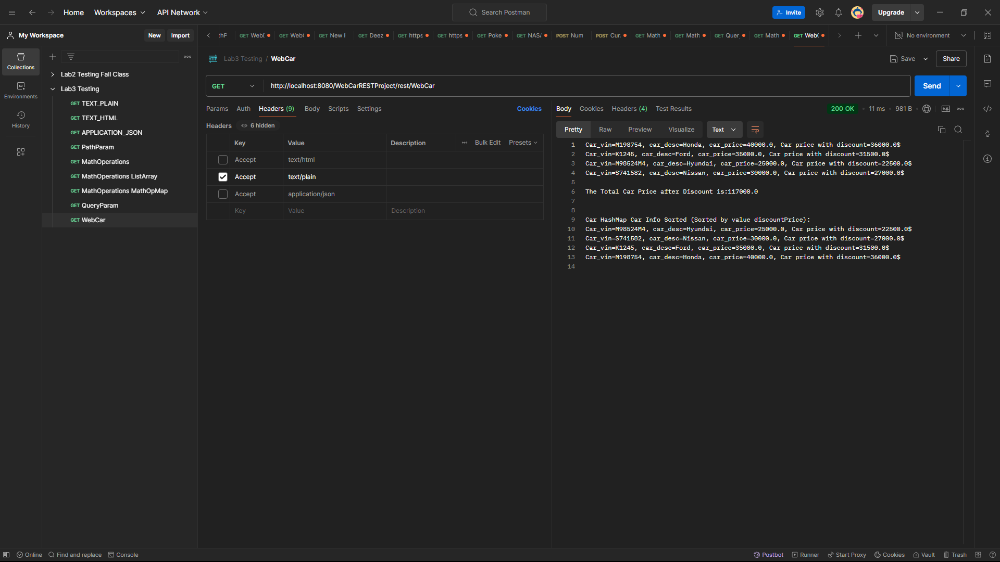 Home Workspaces API Network Search Postman Invite Upgrade
My Workspace New Import
thF GET WebI GET Web( GET New I GET Deez GET https GET https GET Poke GET NAS/ POST Num POST Cur. GET Math GET Math GET Quer. GET Math GET Web( No environment
Collections
Environments
History
Lab2 Testing Fall Class
Lab3 Testing
GET TEXT_PLAIN
GET TEXT_HTML
GET APPLICATION_JSON
GET PathParam
GET MathOperations
GET MathOperations ListArray
GET MathOperations MathOpMap
GET QueryParam
GET WebCar
HTTP Lab3 Testing / WebCar Save Share
GET http://localhost:8080/WebCarRESTProject/rest/WebCar Send
Params Auth Headers (9) Body Scripts Settings Cookies
Headers 6 hidden
Key Value Description Bulk Edit Presets
Accept text/html
Accept text/plain
Accept application/json
Key Value Description
Body Cookies Headers (4) Test Results 200 OK • 11 ms • 981 B e.g.
Pretty Raw Preview Visualize Text
1 Car_vin=M198754, car_desc=Honda, car_price=40000.0, Car price with discount=36000.0$
2 Car_vin=K1245, car_desc=Ford, car_price=35000.0, Car price with discount=31500.0$
3 Car_vin=M98524M4, car_desc=Hyundai, car_price=25000.0, Car price with discount=22500.0$
4 Car_vin=S741582, car_desc=Nissan, car_price=30000.0, Car price with discount=27000.0$
5
6 The Total Car Price after Discount is:117000.0
7
8
9 Car HashMap Car Info Sorted (Sorted by value discountPrice):
10 Car_vin=M98524M4, car_desc=Hyundai, car_price=25000.0, Car price with discount=22500.0$
11 Car_vin=S741582, car_desc=Nissan, car_price=30000.0, Car price with discount=27000.0$
12 Car_vin=K1245, car_desc=Ford, car_price=35000.0, Car price with discount=31500.0$
13 Car_vin=M198754, car_desc=Honda, car_price=40000.0, Car price with discount=36000.0$
14
Online Find and replace Console Postbot Runner Start Proxy Cookies Vault Trash